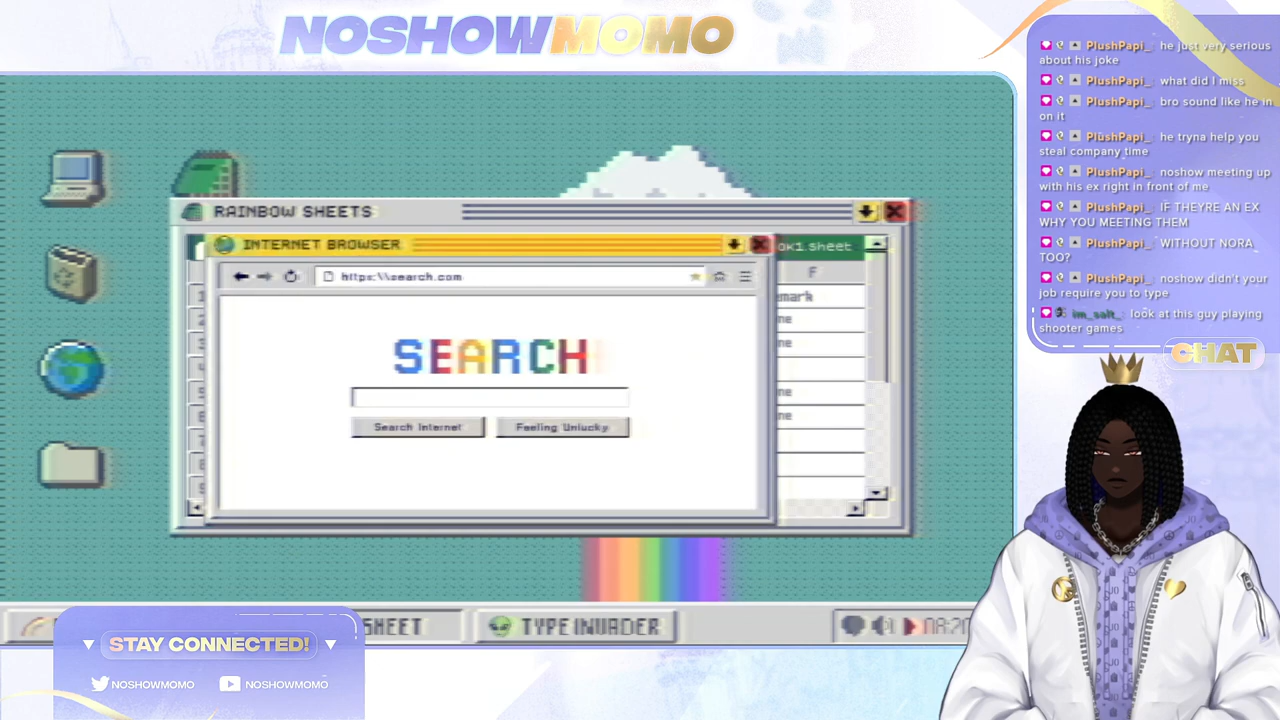 NOSHOWMOMO
RAINBOW SHEETS
INTERNET BROWSER
ok1.sheet
https:\\search.com
F
SEARCH
Search Internet
Feeling Unlucky
SHEET
TYPE INVADER
STAY CONNECTED!
NOSHOWMOMO
NOSHOWMOMO
PlushPapi_: he just very serious
about his joke
PlushPapi_: what did I miss
PlushPapi_: bro sound like he in
on it
PlushPapi_: he tryna help you
steal company time
PlushPapi_: noshow meeting up
with his ex right in front of me
PlushPapi_: IF THEYRE AN EX
WHY YOU MEETING THEM
PlushPapi_: WITHOUT NORA
TOO?
PlushPapi_: noshow didn't your
job require you to type
im_salt_: look at this guy playing
shooter games
CHAT